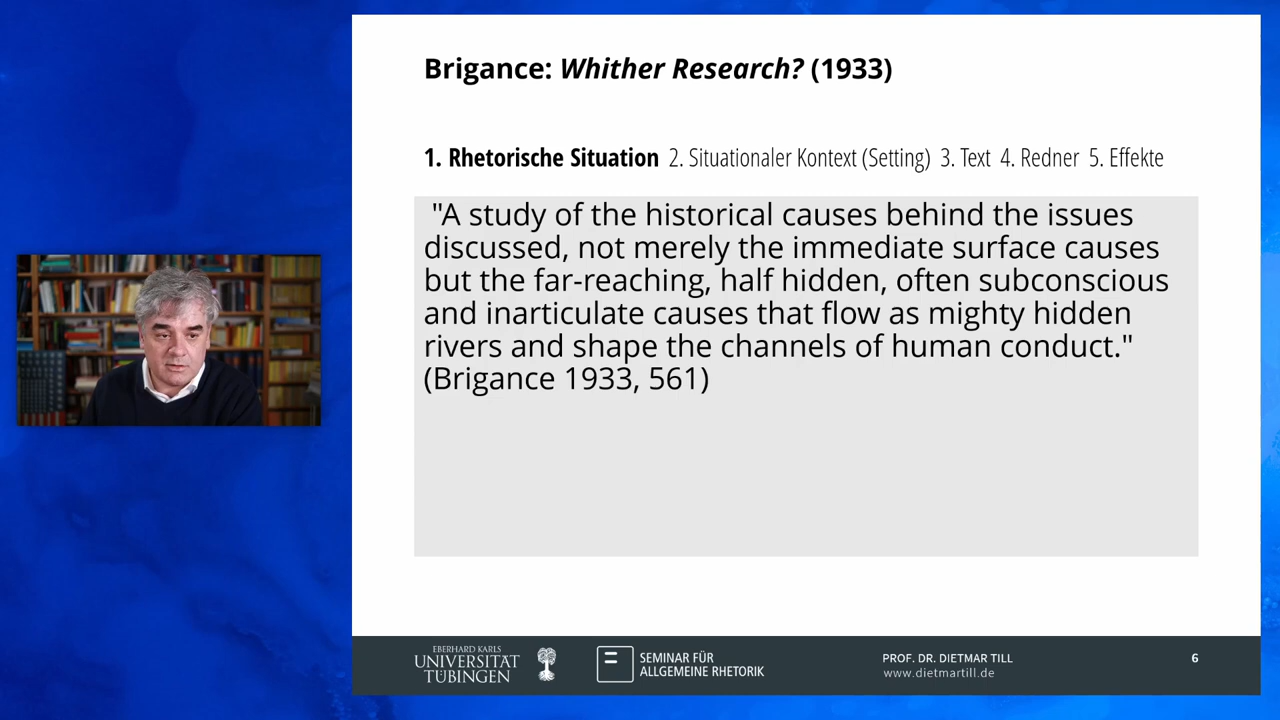 Brigance: Whither Research? (1933)
1. Rhetorische Situation 2. Situationaler Kontext (Setting) 3. Text 4. Redner 5. Effekte
"A study of the historical causes behind the issues
discussed, not merely the immediate surface causes
but the far-reaching, half hidden, often subconscious
and inarticulate causes that flow as mighty hidden
rivers and shape the channels of human conduct."
(Brigance 1933, 561)
EBERHARD KARLS
UNIVERSITÄT
TÜBINGEN
SEMINAR FÜR
ALLGEMEINE RHETORIK
PROF. DR. DIETMAR TILL
www.dietmartill.de
6